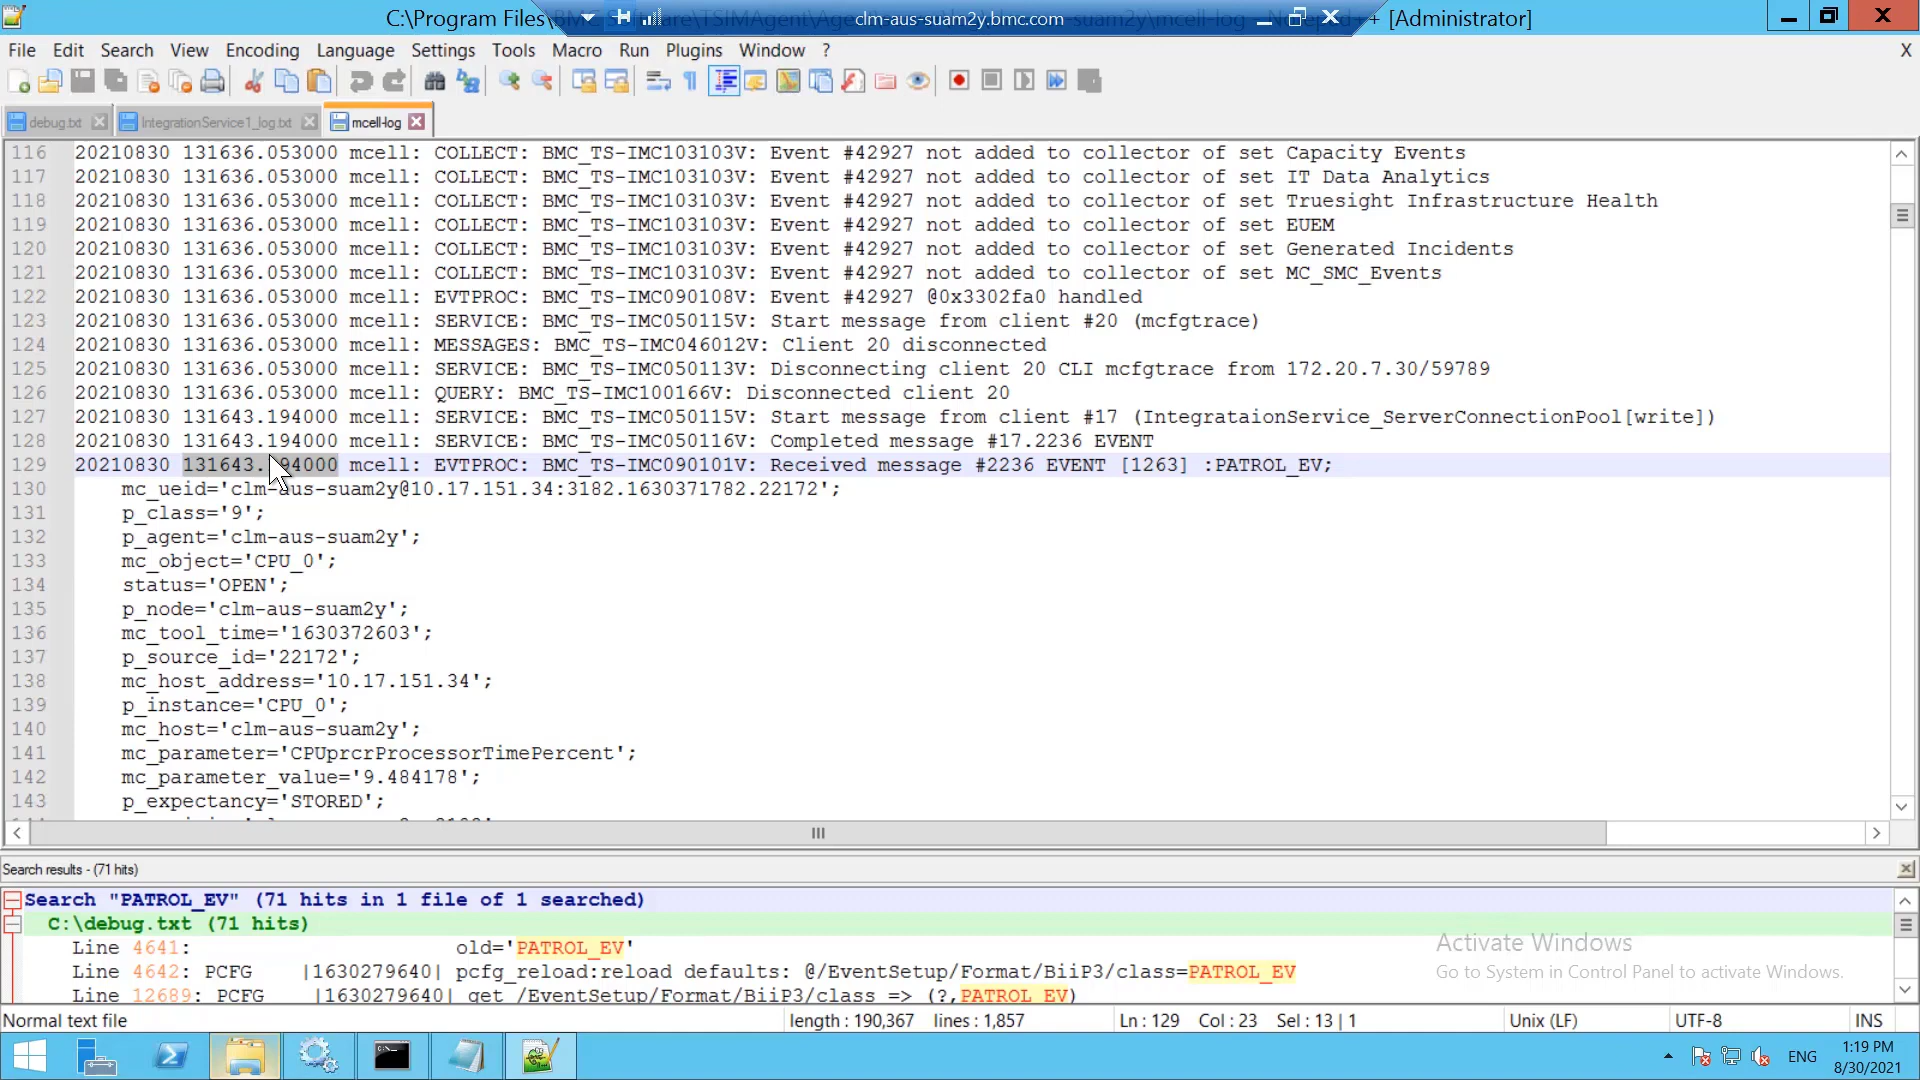 C:\Program Files\BMC Software\TSIMAgent\Age clm-aus-suam2y.bmc.com -suam2y\mcell-log - Notepad++ [Administrator]
File Edit Search View Encoding Language Settings Tools Macro Run Plugins Window ? X
debug.txt IntegrationService1_log.txt mcell-log
116 20210830 131636.053000 mcell: COLLECT: BMC_TS-IMC103103V: Event #42927 not added to collector of set Capacity Events
117 20210830 131636.053000 mcell: COLLECT: BMC_TS-IMC103103V: Event #42927 not added to collector of set IT Data Analytics
118 20210830 131636.053000 mcell: COLLECT: BMC_TS-IMC103103V: Event #42927 not added to collector of set Truesight Infrastructure Health
119 20210830 131636.053000 mcell: COLLECT: BMC_TS-IMC103103V: Event #42927 not added to collector of set EUEM
120 20210830 131636.053000 mcell: COLLECT: BMC_TS-IMC103103V: Event #42927 not added to collector of set Generated Incidents
121 20210830 131636.053000 mcell: COLLECT: BMC_TS-IMC103103V: Event #42927 not added to collector of set MC_SMC_Events
122 20210830 131636.053000 mcell: EVTPROC: BMC_TS-IMC090108V: Event #42927 @0x3302fa0 handled
123 20210830 131636.053000 mcell: SERVICE: BMC_TS-IMC050115V: Start message from client #20 (mcfgtrace)
124 20210830 131636.053000 mcell: MESSAGES: BMC_TS-IMC046012V: Client 20 disconnected
125 20210830 131636.053000 mcell: SERVICE: BMC_TS-IMC050113V: Disconnecting client 20 CLI mcfgtrace from 172.20.7.30/59789
126 20210830 131636.053000 mcell: QUERY: BMC_TS-IMC100166V: Disconnected client 20
127 20210830 131643.194000 mcell: SERVICE: BMC_TS-IMC050115V: Start message from client #17 (IntegrataionService_ServerConnectionPool[write])
128 20210830 131643.194000 mcell: SERVICE: BMC_TS-IMC050116V: Completed message #17.2236 EVENT
129 20210830 131643.194000 mcell: EVTPROC: BMC_TS-IMC090101V: Received message #2236 EVENT [1263] :PATROL_EV;
130 mc_ueid='clm-aus-suam2y@10.17.151.34:3182.1630371782.22172';
131 p_class='9';
132 p_agent='clm-aus-suam2y';
133 mc_object='CPU_0';
134 status='OPEN';
135 p_node='clm-aus-suam2y';
136 mc_tool_time='1630372603';
137 p_source_id='22172';
138 mc_host_address='10.17.151.34';
139 p_instance='CPU_0';
140 mc_host='clm-aus-suam2y';
141 mc_parameter='CPUprcrProcessorTimePercent';
142 mc_parameter_value='9.484178';
143 p_expectancy='STORED';
Search results - (71 hits)
Search "PATROL_EV" (71 hits in 1 file of 1 searched)
C:\debug.txt (71 hits)
Line 4641: old='PATROL_EV'
Line 4642: PCFG |1630279640| pcfg_reload:reload defaults: @/EventSetup/Format/BiiP3/class=PATROL_EV
Line 12689: PCFG |1630279640| get /EventSetup/Format/BiiP3/class => (?,PATROL_EV)
Activate Windows
Go to System in Control Panel to activate Windows.
Normal text file length : 190,367 lines : 1,857 Ln : 129 Col : 23 Sel : 13 | 1 Unix (LF) UTF-8 INS
ENG 1:19 PM
8/30/2021